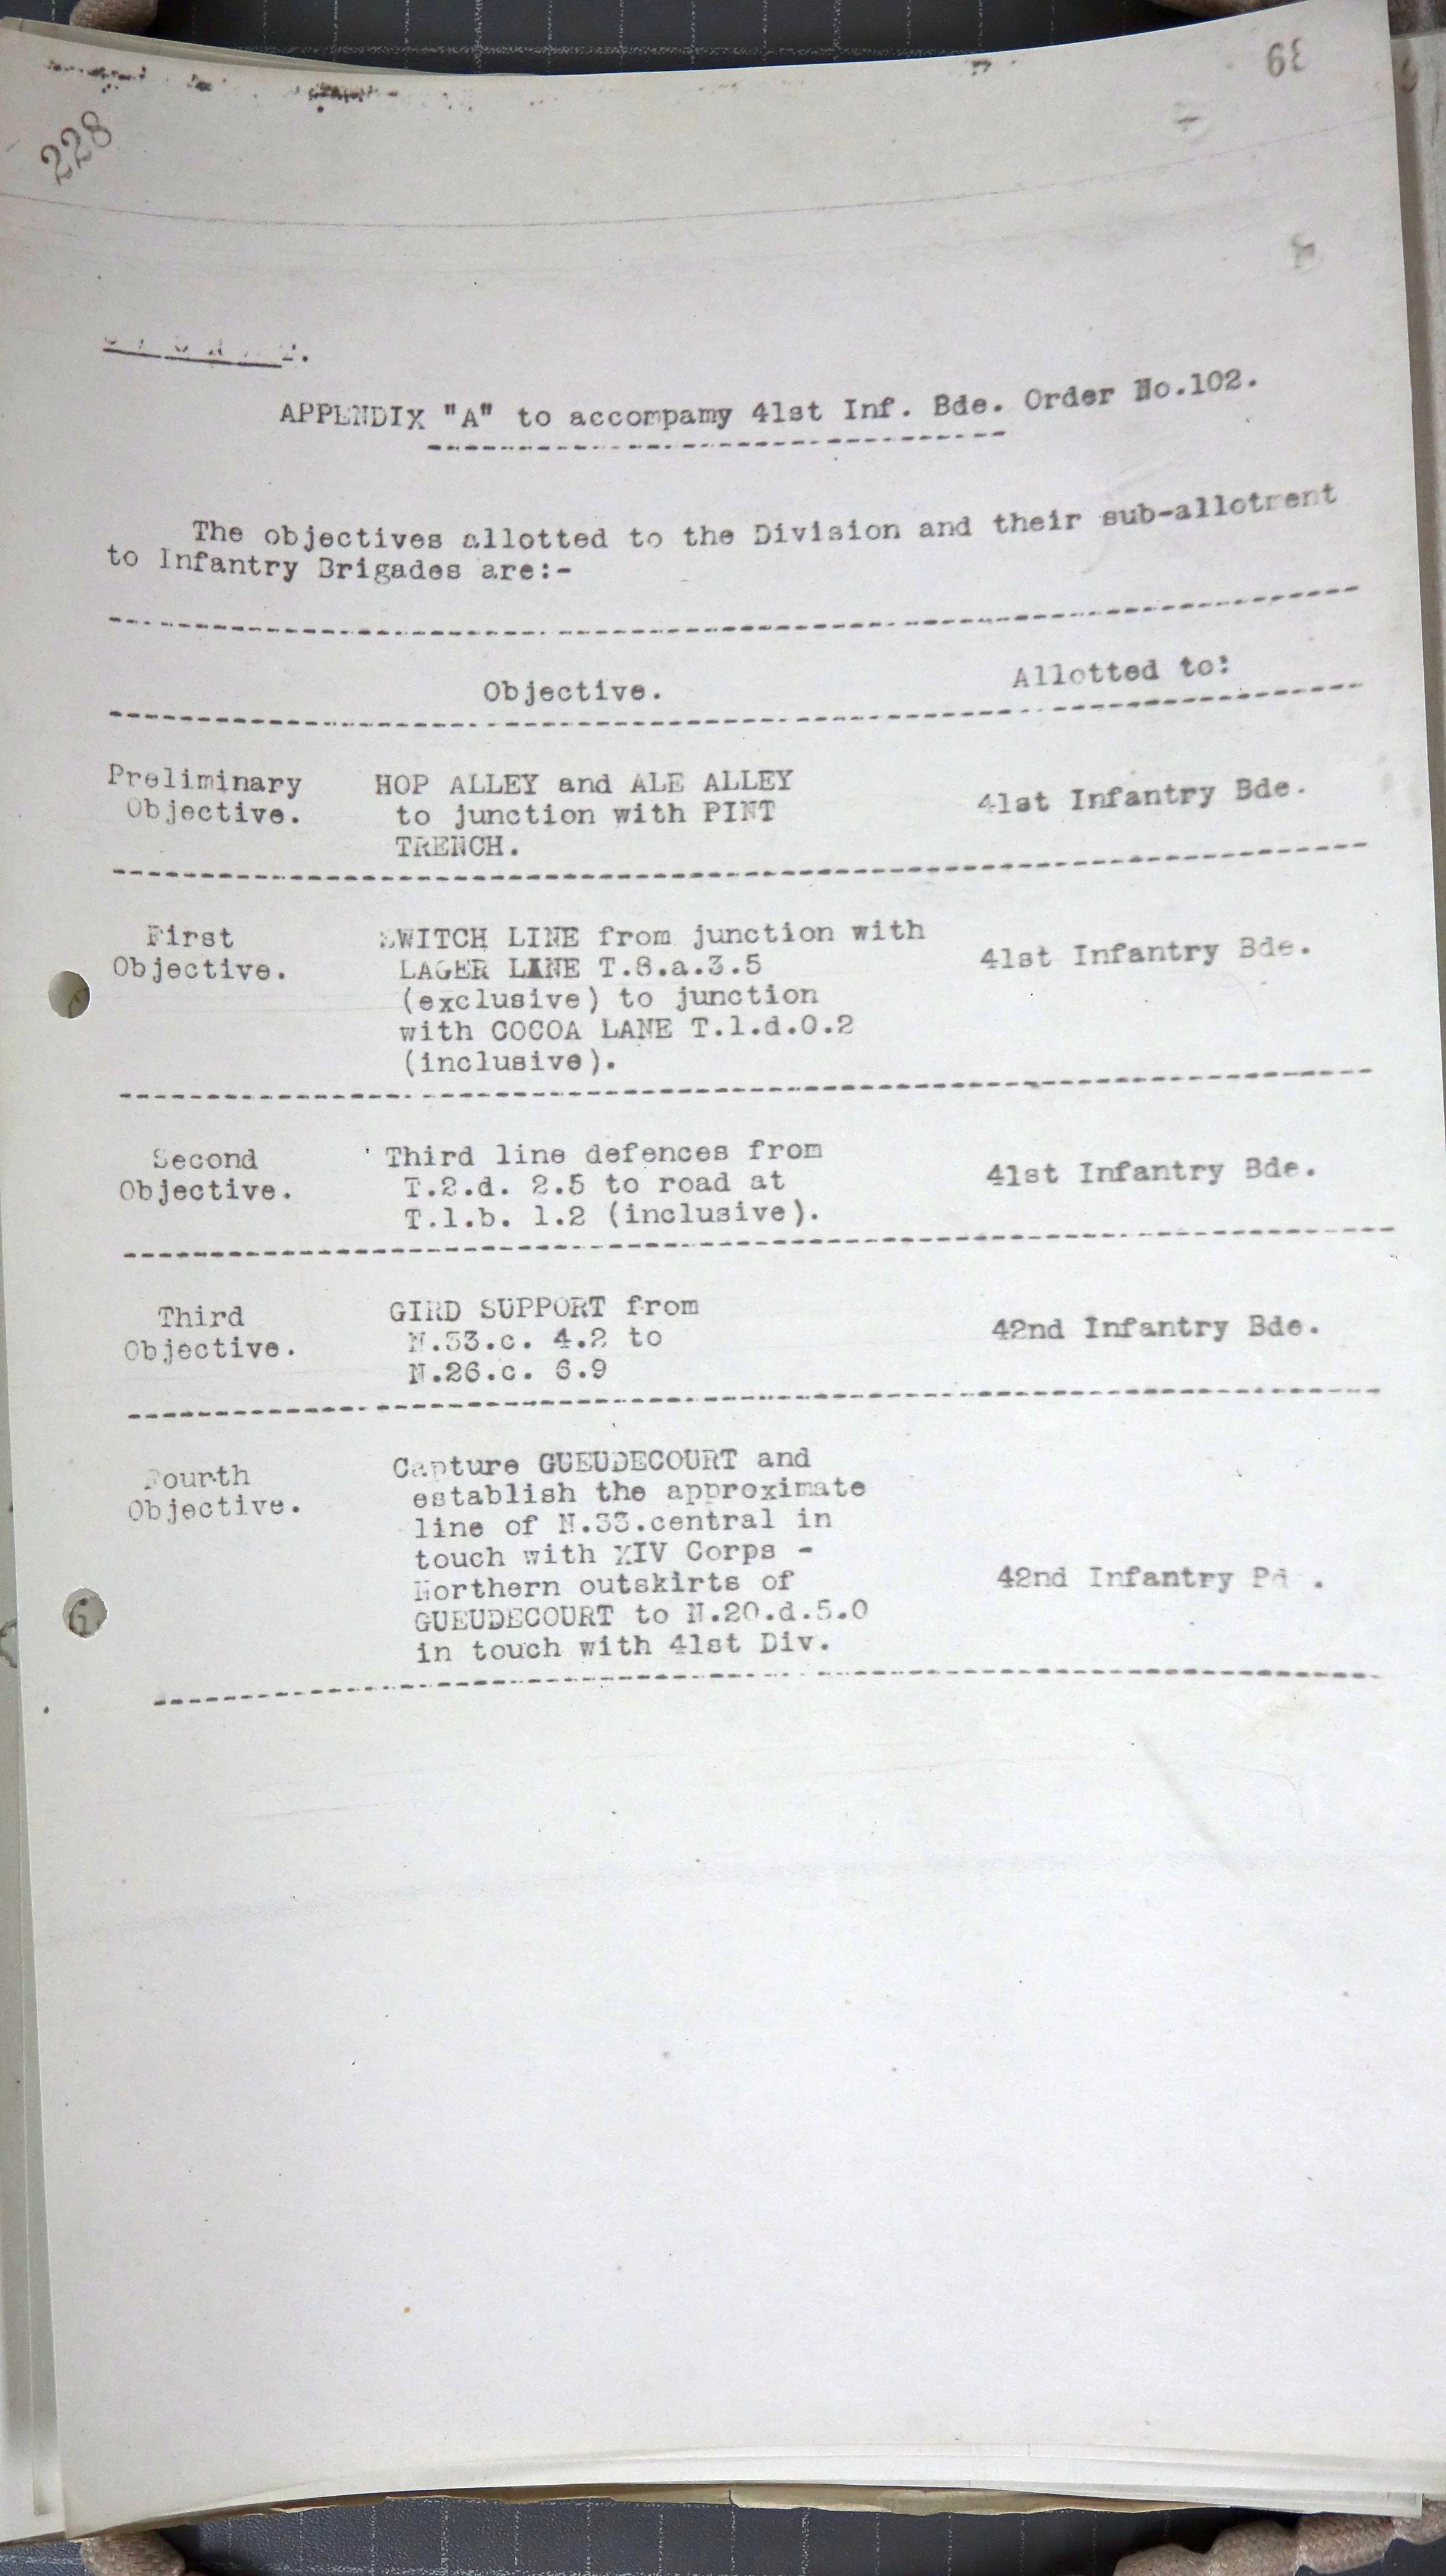 228
APPENDIX "A" to accompamy 41st Inf. Bde. Order No.102.
The objectives allotted to the Division and their sub-allotment
to Infantry Brigades are:-
Objective. Allotted to:
Preliminary Objective.
HOP ALLEY and ALE ALLEY
to junction with PINT
TRENCH.
41st Infantry Bde.
First
Objective.
SWITCH LINE from junction with
LAGER LANE T.8.a.3.5
(exclusive) to junction
with COCOA LANE T.1.d.0.2
(inclusive).
41st Infantry Bde.
Second
Objective.
Third line defences from
T.2.d. 2.5 to road at
T.1.b. 1.2 (inclusive).
41st Infantry Bde.
Third
Objective.
GIRD SUPPORT from
N.33.c. 4.2 to
N.26.c. 6.9
42nd Infantry Bde.
Fourth
Objective.
Capture GUEUDECOURT and
establish the approximate
line of N.33.central in
touch with XIV Corps -
Northern outskirts of
GUEUDECOURT to N.20.d.5.0
in touch with 41st Div.
42nd Infantry